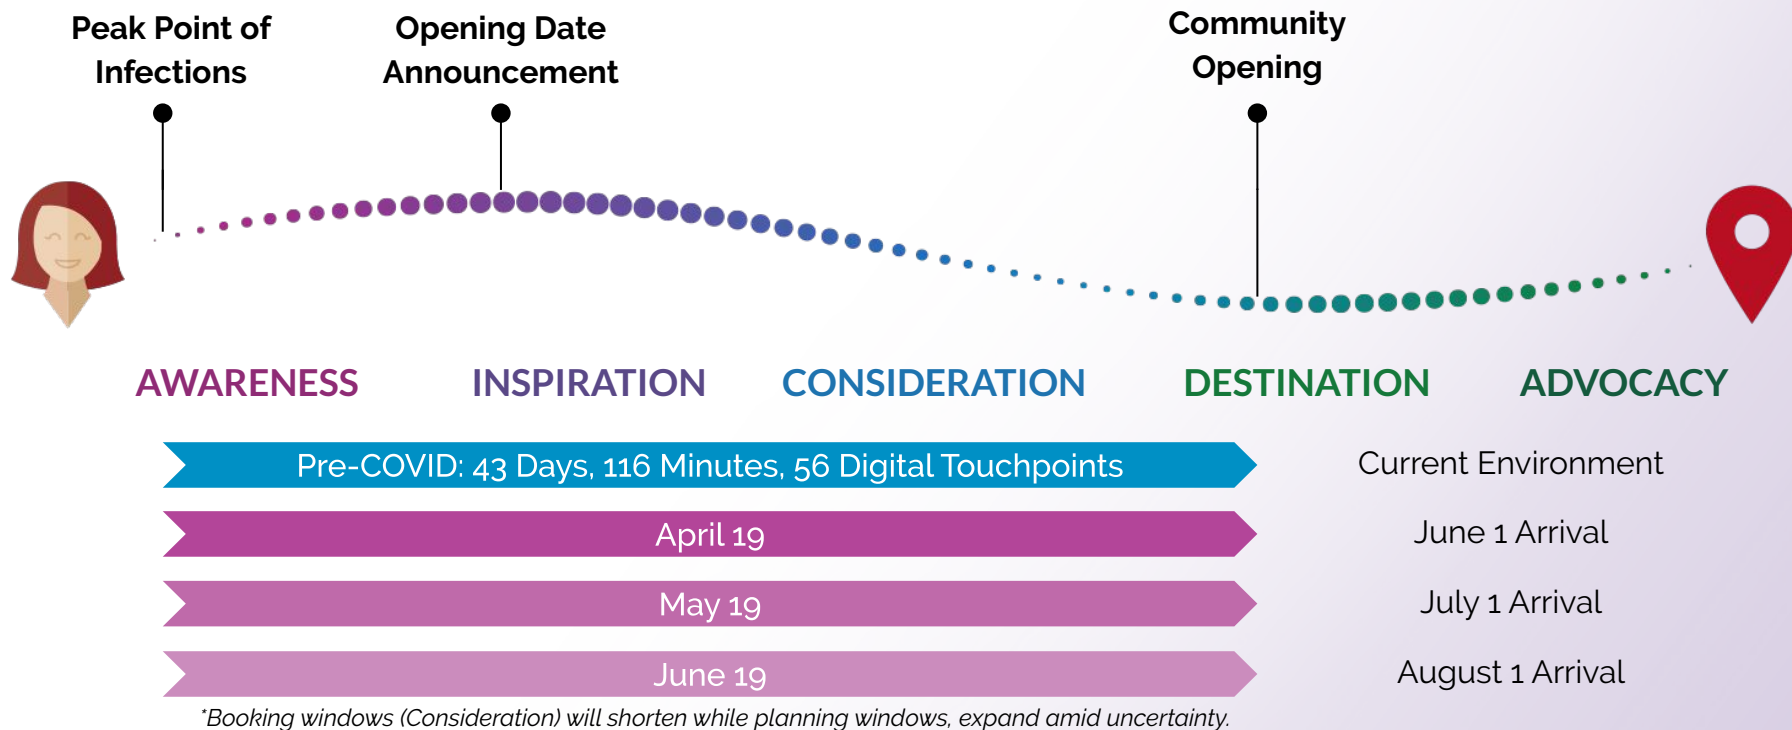 Peak Point of
Infections
Opening Date
Announcement
Community
Opening
AWARENESS
INSPIRATION
CONSIDERATION
DESTINATION
ADVOCACY
Pre-COVID: 43 Days, 116 Minutes, 56 Digital Touchpoints
Current Environment
April 19
June 1 Arrival
May 19
July 1 Arrival
June 19
August 1 Arrival
*Booking windows (Consideration) will shorten while planning windows, expand amid uncertainty.